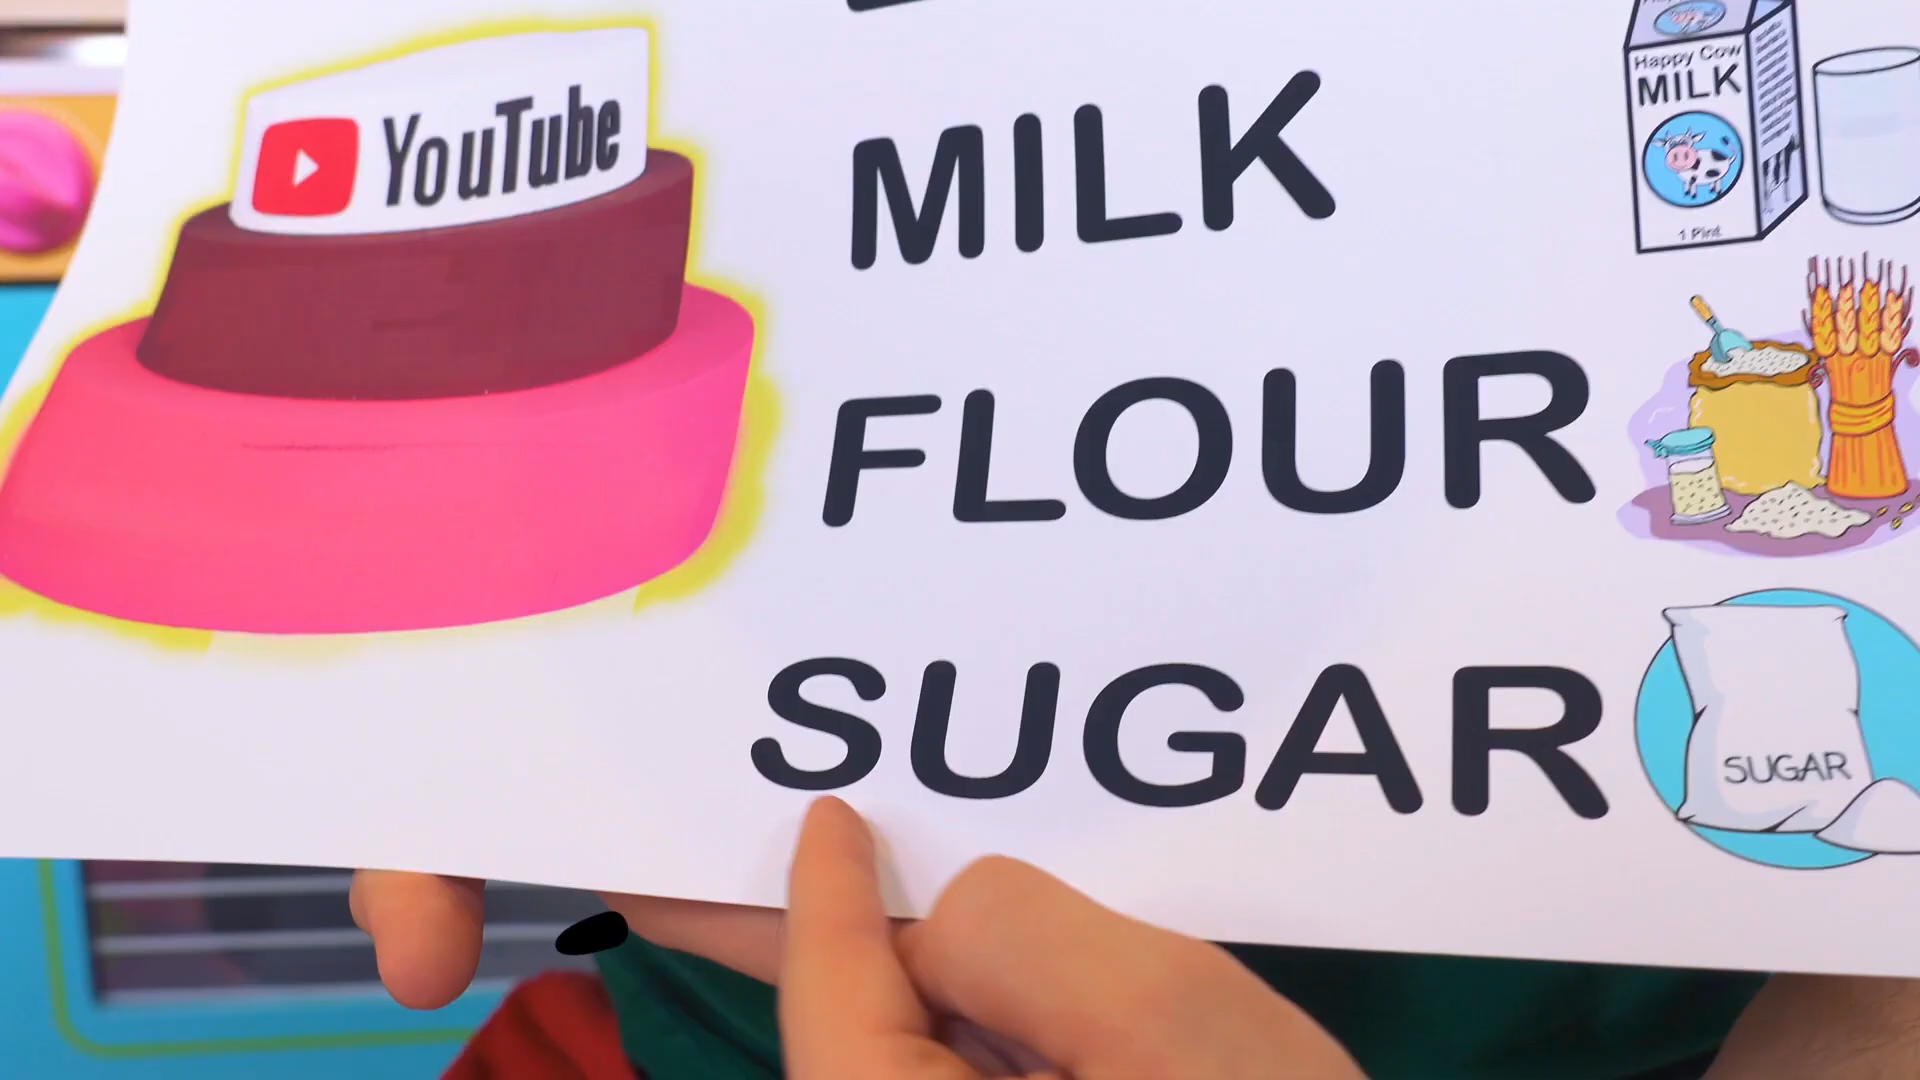 YouTube
MILK
Happy Cow
MILK
1 Pint
FLOUR
SUGAR
SUGAR